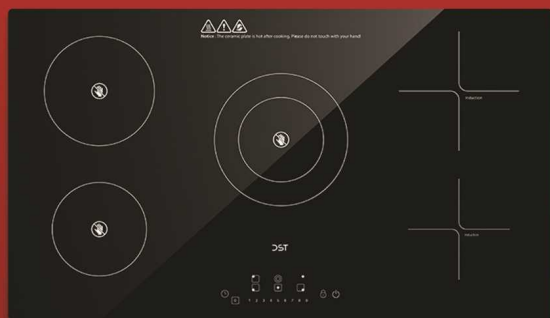 Notice : The ceramic plate is hot after cooking, Please do not touch with your hand!
INDUCTION
INDUCTION
DST
1 2 3 4 5 6 7 8 9